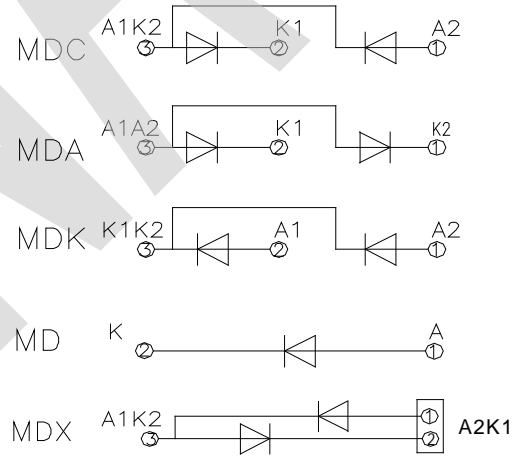 MDC A1K2 3 K1 2 A2 1
MDA A1A2 3 K1 2 K2 1
MDK K1K2 3 A1 2 A2 1
MD K 2 A 1
MDX A1K2 3 1 2 A2K1